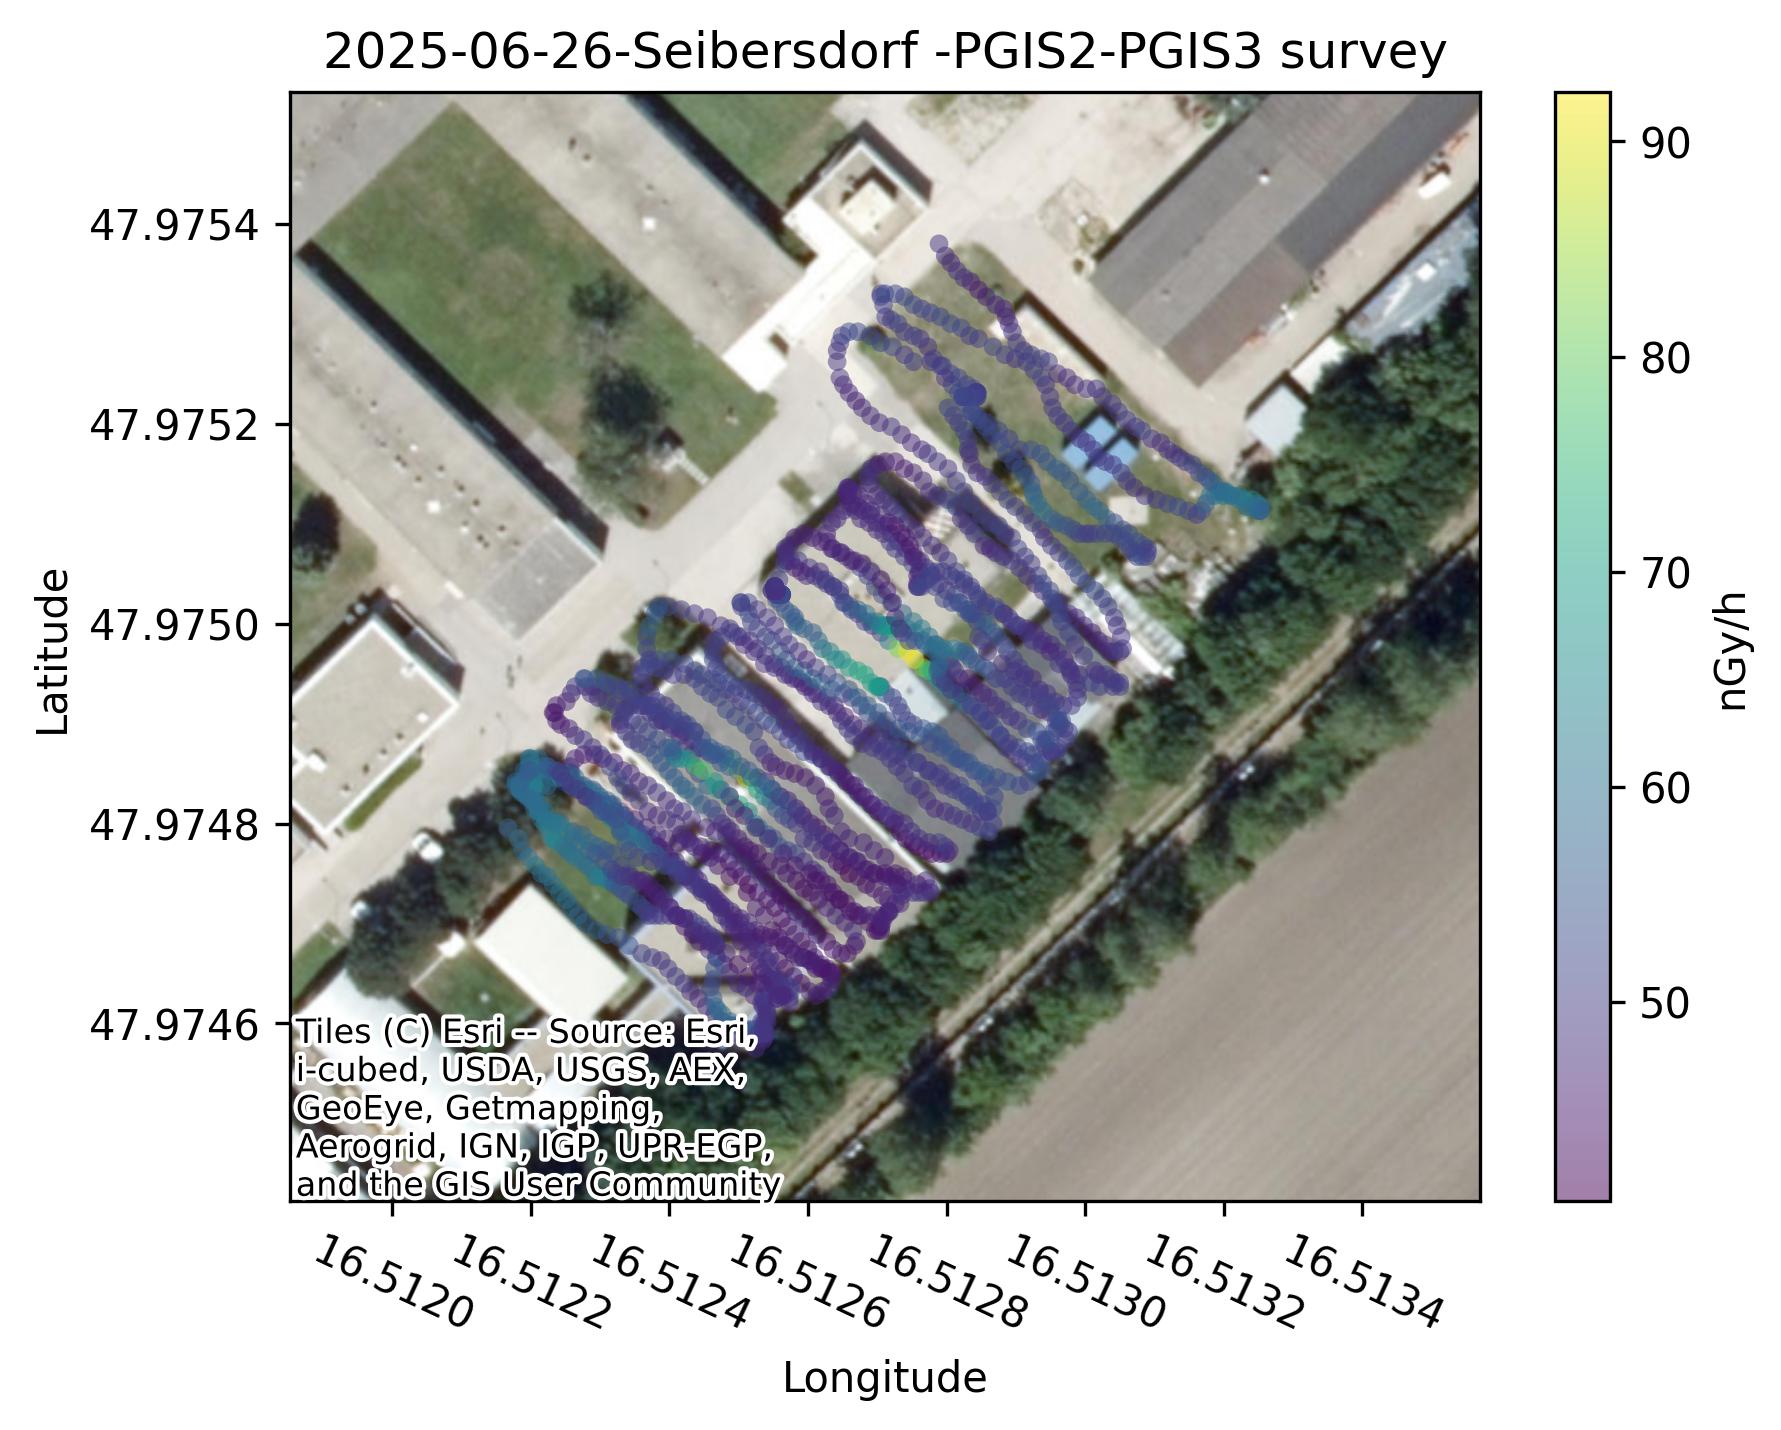 2025-06-26-Seibersdorf -PGIS2-PGIS3 survey
47.9754
47.9752
47.9750
47.9748
47.9746
Latitude
16.5120
16.5122
16.5124
16.5126
16.5128
16.5130
16.5132
16.5134
Longitude
90
80
70
60
50
nGy/h
Tiles (C) Esri -- Source: Esri,
i-cubed, USDA, USGS, AEX,
GeoEye, Getmapping,
Aerogrid, IGN, IGP, UPR-EGP,
and the GIS User Community